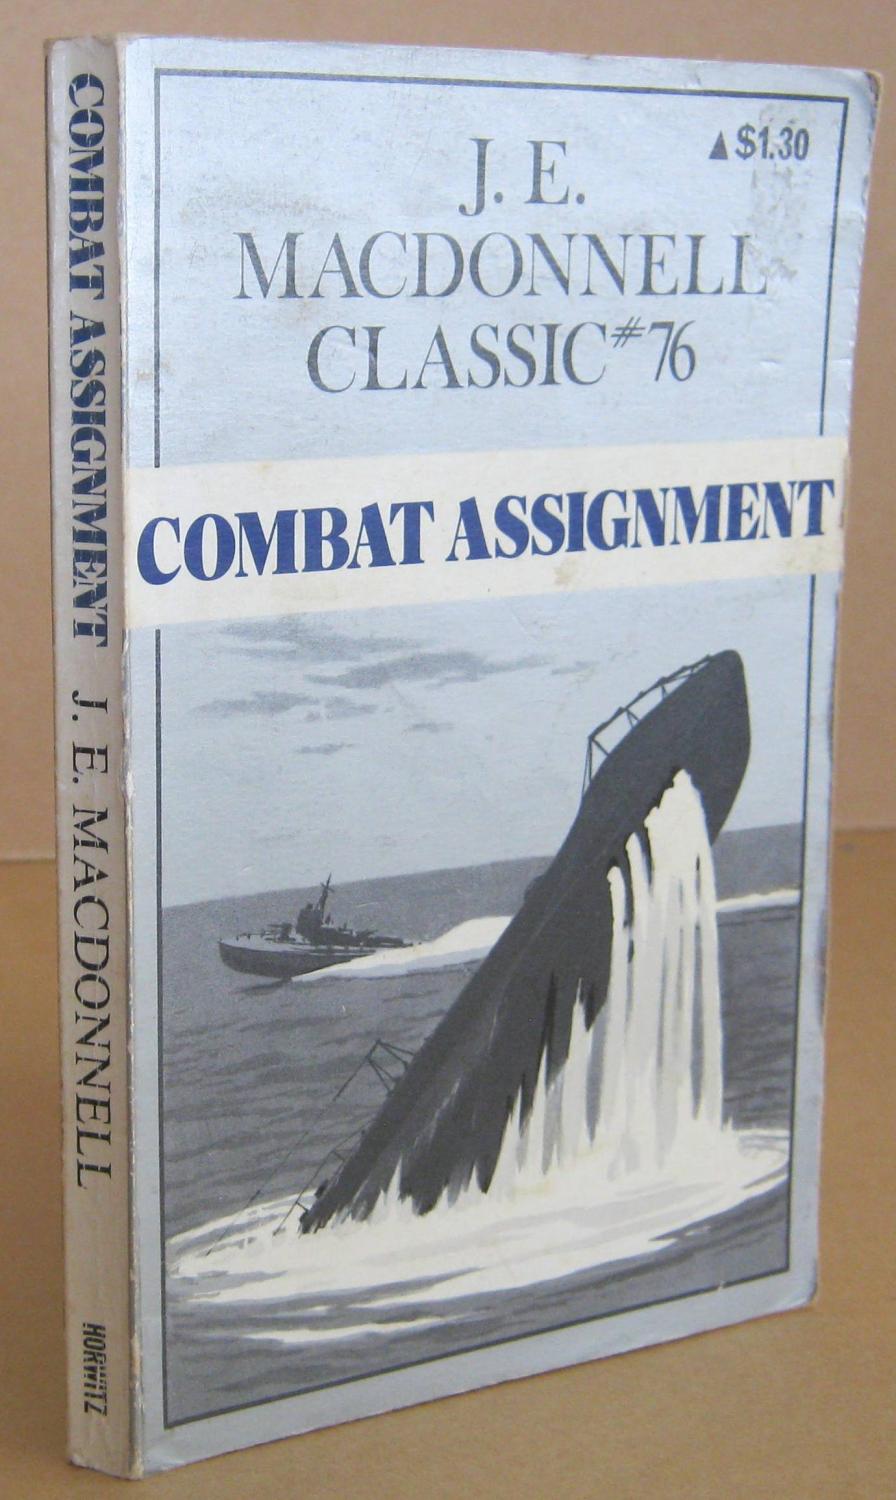 COMBAT ASSIGNMENT J. E. MACDONNELL HORWITZ
▲$1.30
J. E.
MACDONNELL
CLASSIC #76
COMBAT ASSIGNMENT